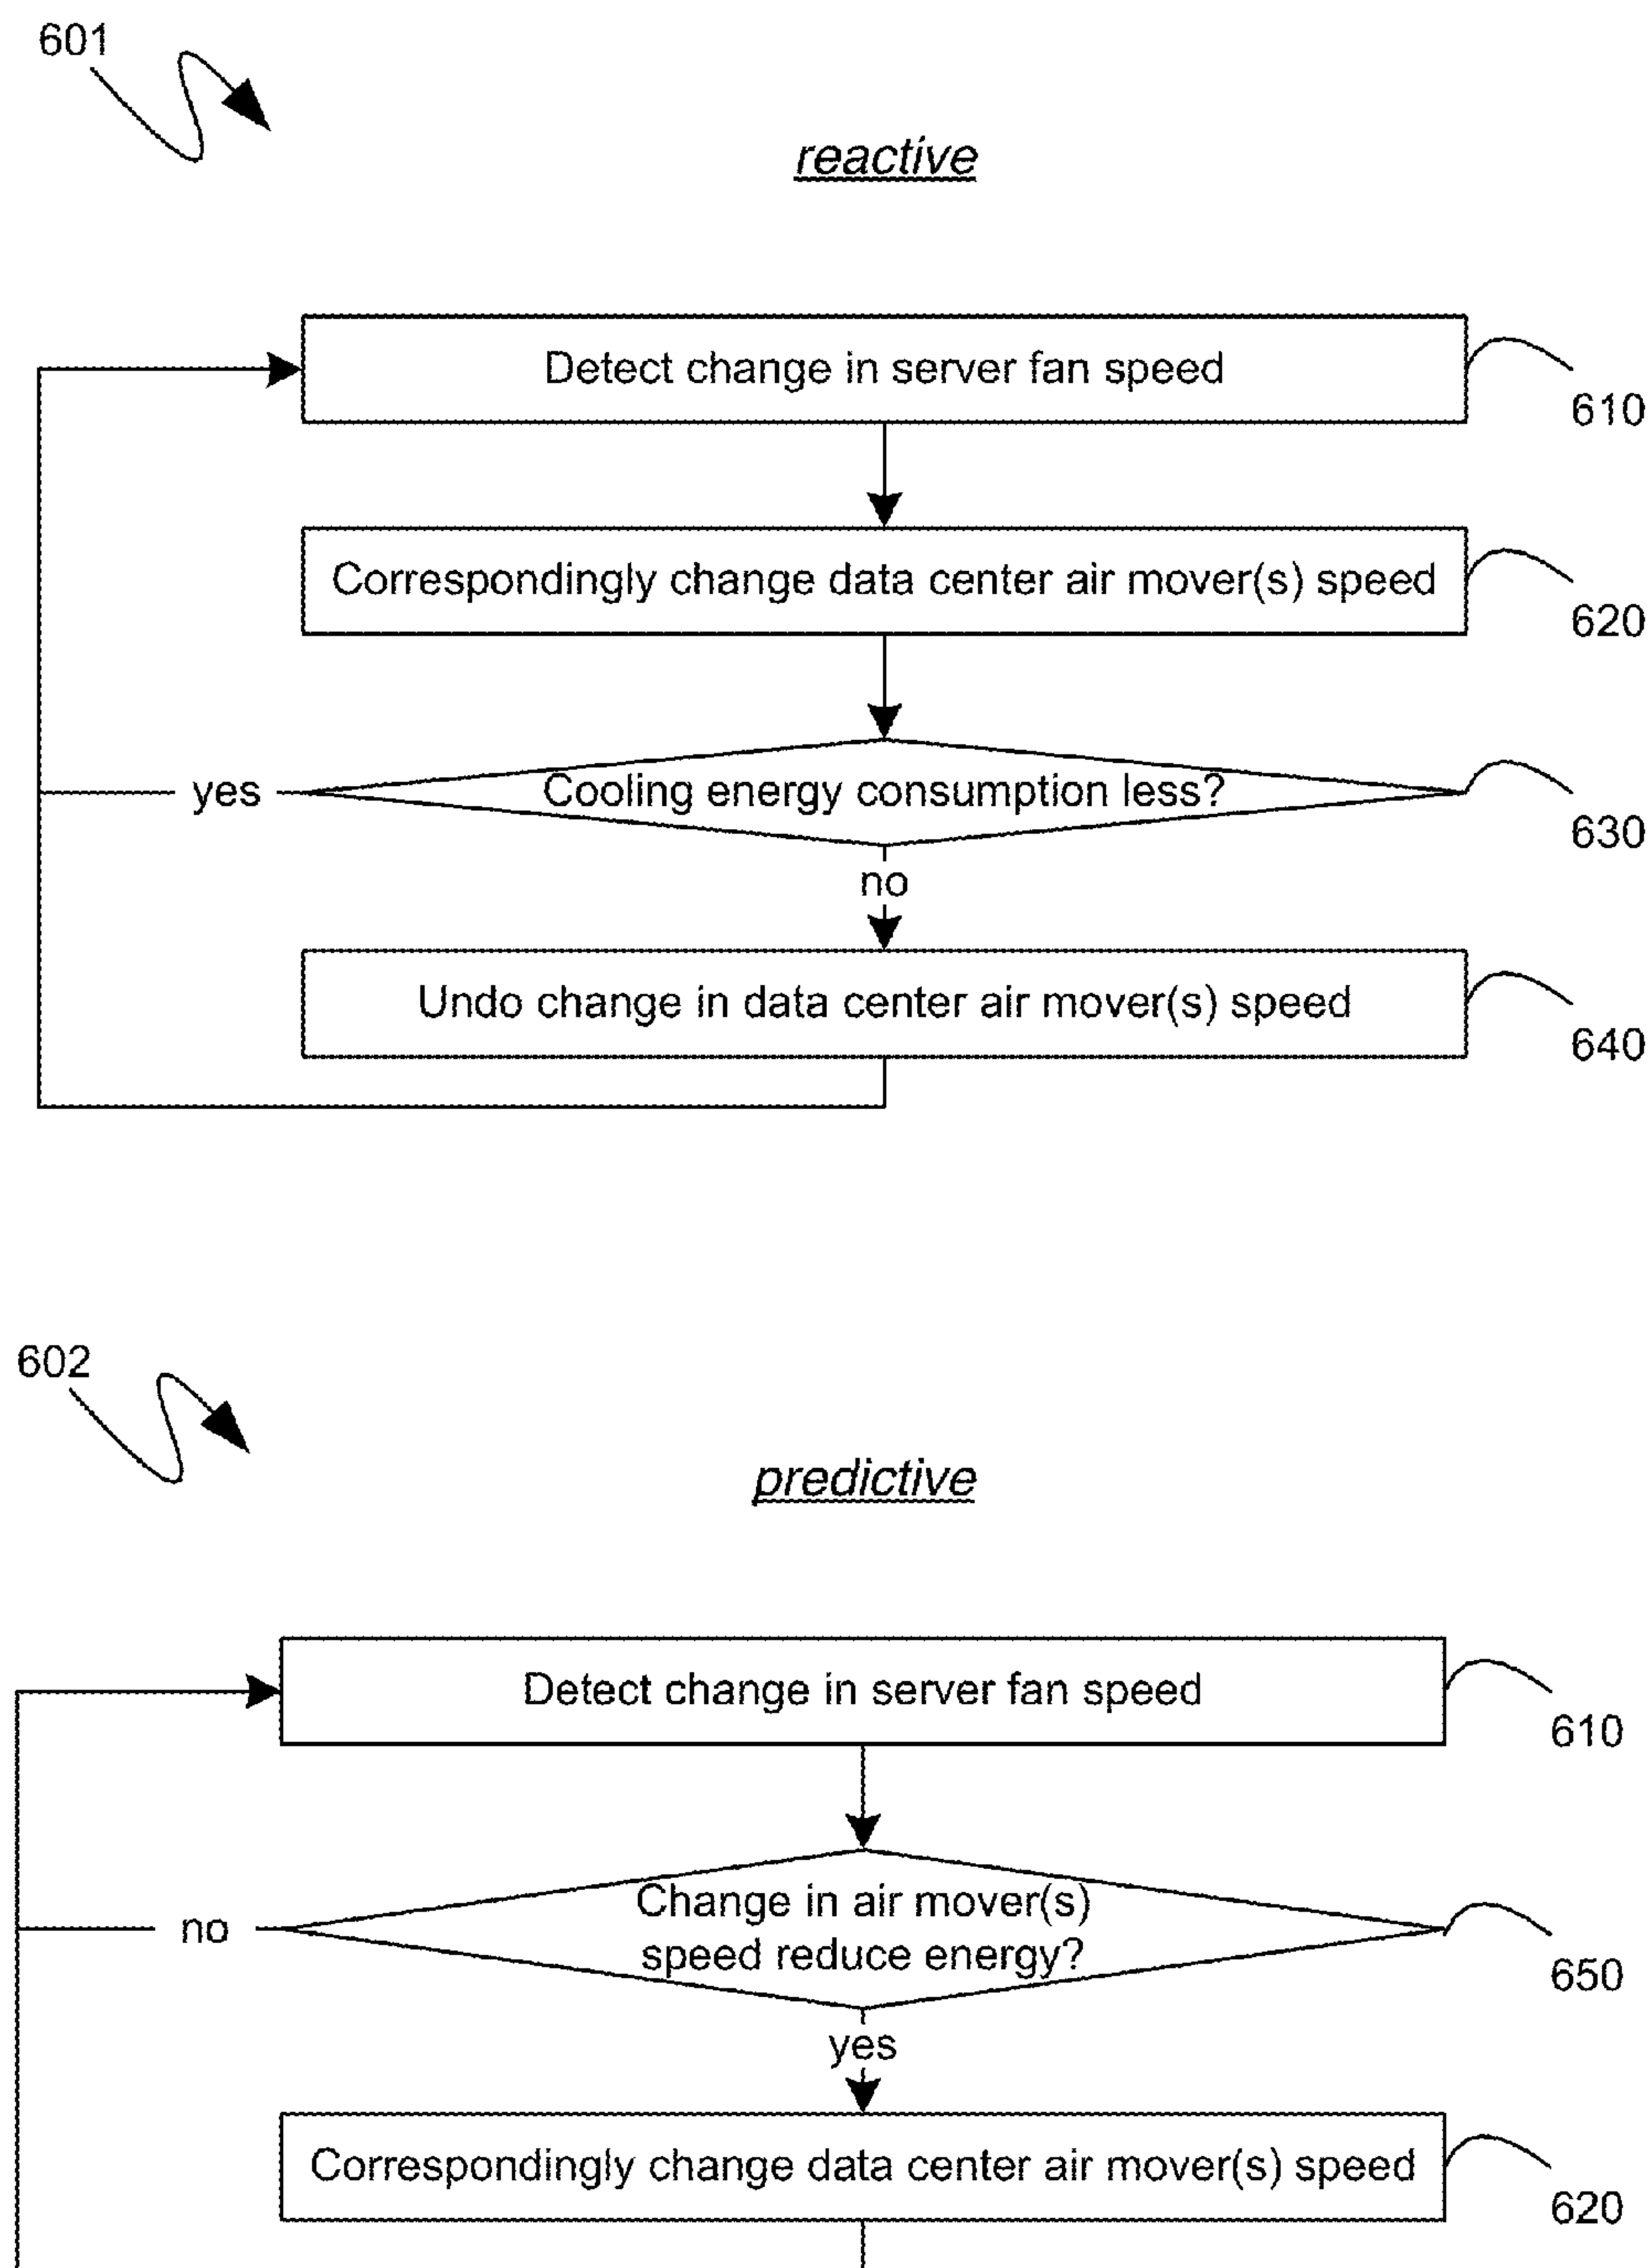 601
reactive
Detect change in server fan speed
610
Correspondingly change data center air mover(s) speed
620
Cooling energy consumption less?
yes
630
no
Undo change in data center air mover(s) speed
640
602
predictive
Detect change in server fan speed
610
Change in air mover(s)
speed reduce energy?
no
650
yes
Correspondingly change data center air mover(s) speed
620